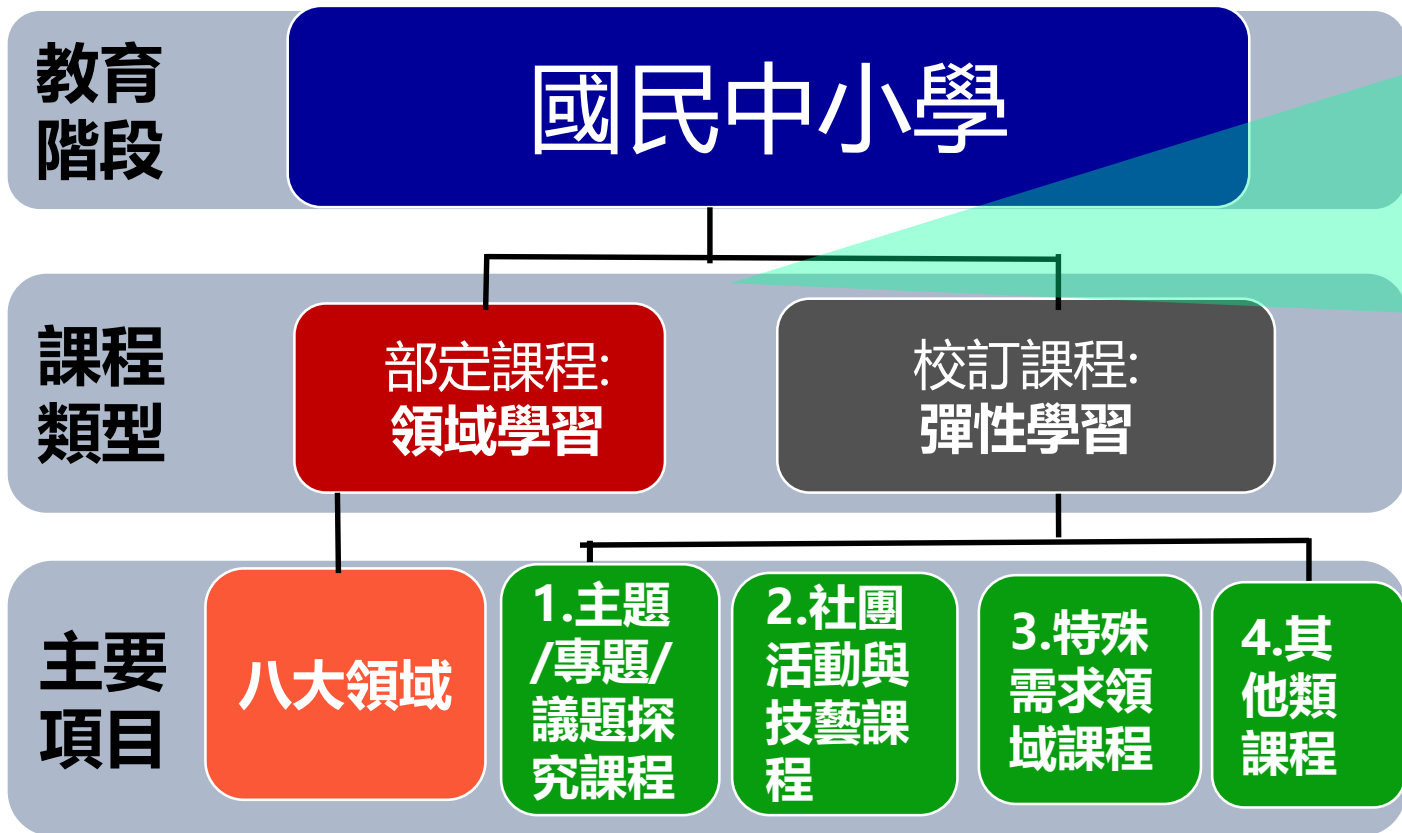 教育
階段
國民中小學
課程
類型
部定課程:
領域學習
校訂課程:
彈性學習
主要
項目
八大領域
1.主題
/專題/
議題探
究課程
2.社團
活動與
技藝課
程
3.特殊
需求領
域課程
4.其
他類
課程